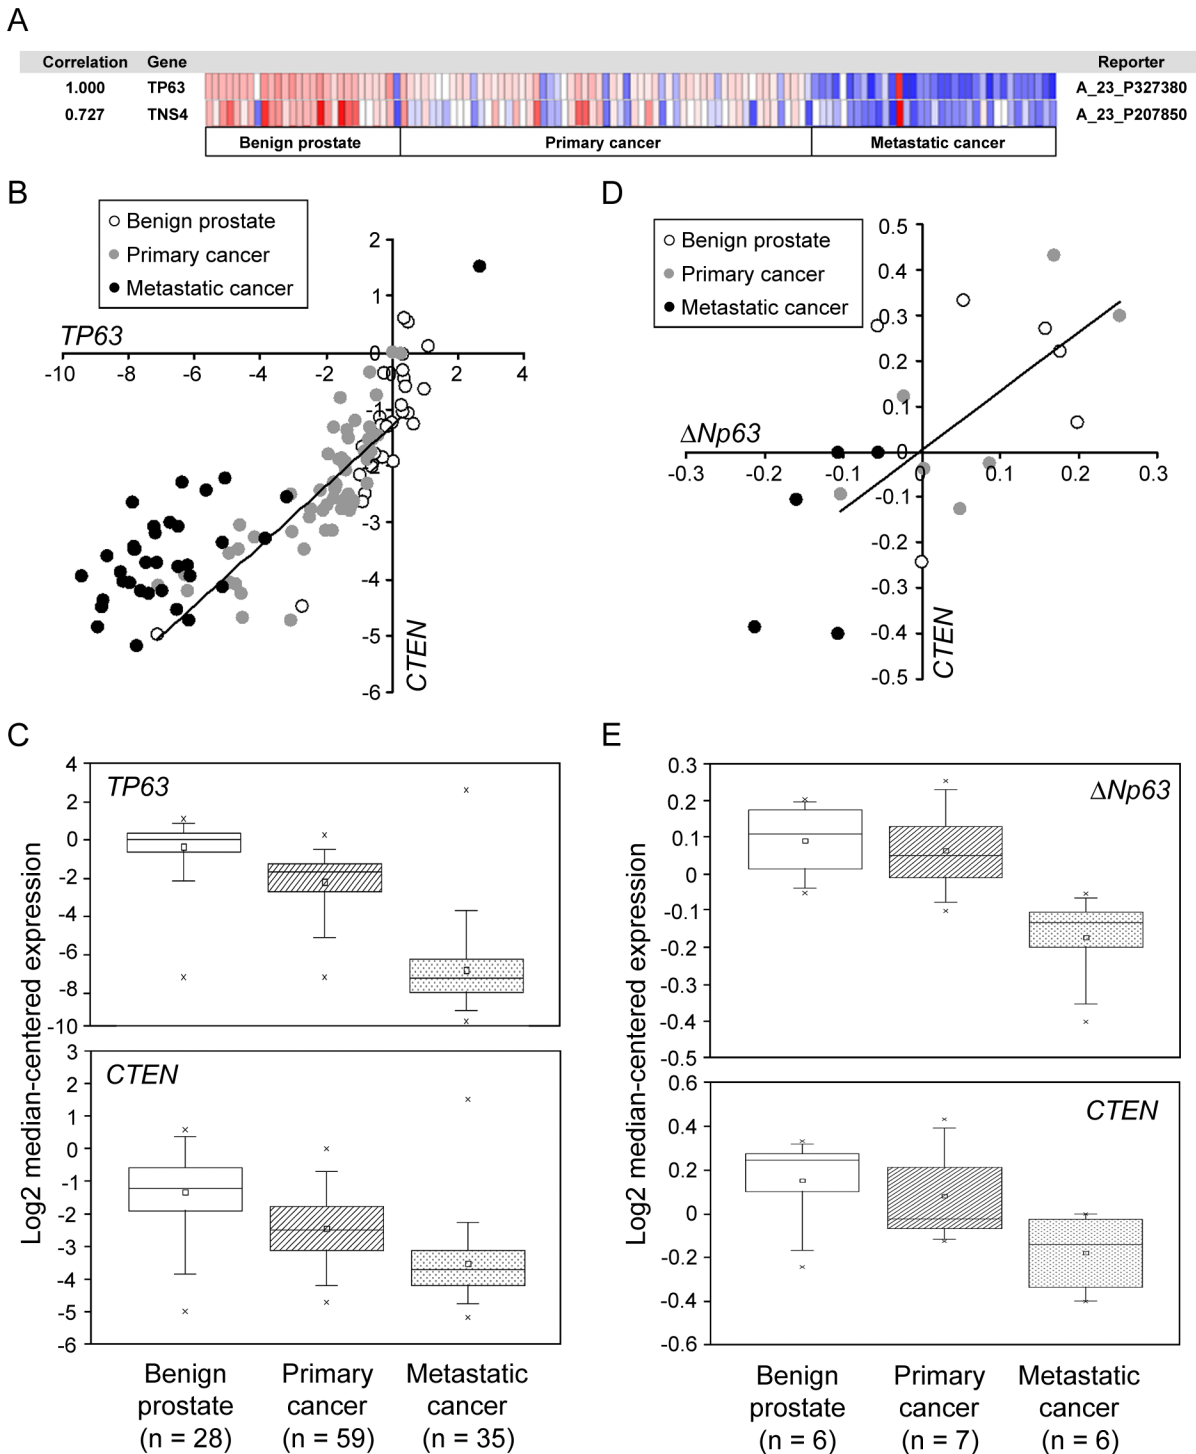 A
Correlation Gene Reporter
1.000 TP63 A_23_P327380
0.727 TNS4 A_23_P207850
Benign prostate Primary cancer Metastatic cancer
B
Benign prostate
Primary cancer
Metastatic cancer
TP63
2
1
0
-10 -8 -6 -4 -2 0 2 4
-1
-3
-4
-5
-6
CTEN
D
Benign prostate
Primary cancer
Metastatic cancer
ΔNp63
0.5
0.4
0.3
0.2
0.1
0
-0.3 -0.2 -0.1 0 0.1 0.2 0.3
-0.1
-0.2
-0.3
-0.4
-0.5
CTEN
C
Log2 median-centered expression
TP63
4
2
0
-2
-4
-6
-8
-10
CTEN
3
2
1
0
-1
-2
-3
-4
-5
-6
Benign Primary Metastatic
prostate cancer cancer
(n = 28) (n = 59) (n = 35)
E
Log2 median-centered expression
ΔNp63
0.3
0.2
0.1
0
-0.1
-0.2
-0.3
-0.4
-0.5
CTEN
0.6
0.4
0.2
0
-0.2
-0.4
-0.6
Benign Primary Metastatic
prostate cancer cancer
(n = 6) (n = 7) (n = 6)